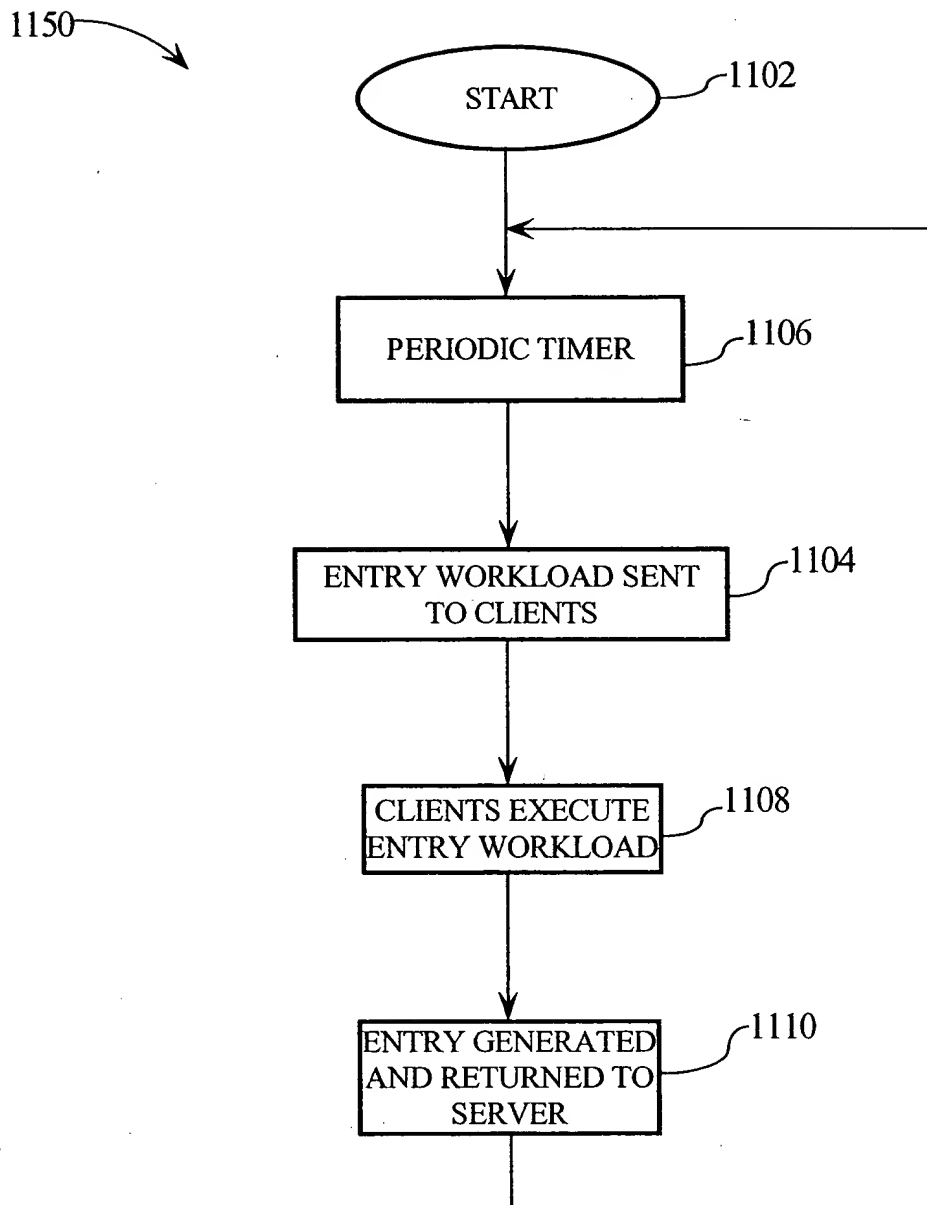 1150
START
1102
PERIODIC TIMER
1106
ENTRY WORKLOAD SENT
TO CLIENTS
1104
CLIENTS EXECUTE
ENTRY WORKLOAD
1108
ENTRY GENERATED
AND RETURNED TO
SERVER
1110